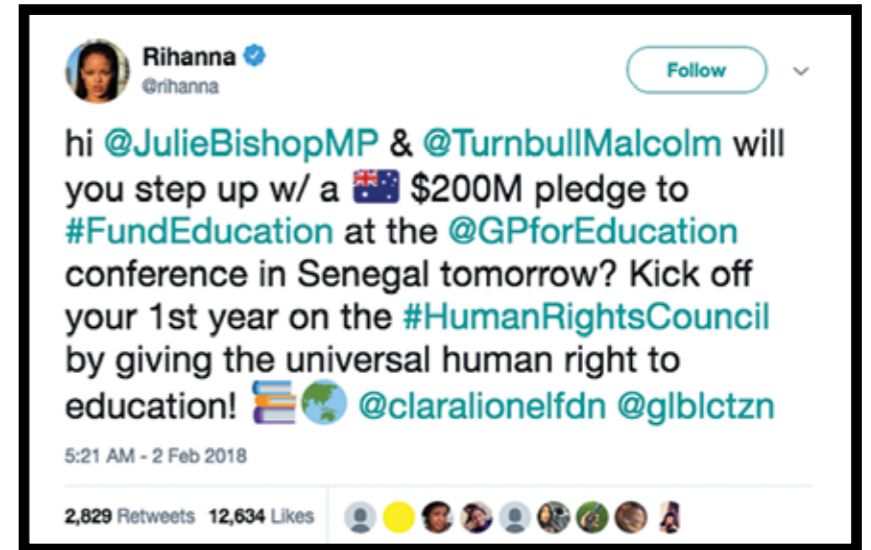 Rihanna
@rihanna
Follow
hi @JulieBishopMP & @TurnbullMalcolm will
you step up w/ a 🇦🇺 $200M pledge to
#FundEducation at the @GPforEducation
conference in Senegal tomorrow? Kick off
your 1st year on the #HumanRightsCouncil
by giving the universal human right to
education! 📚🌏 @claralionelfdn @glblctzn
5:21 AM - 2 Feb 2018
2,829 Retweets 12,634 Likes